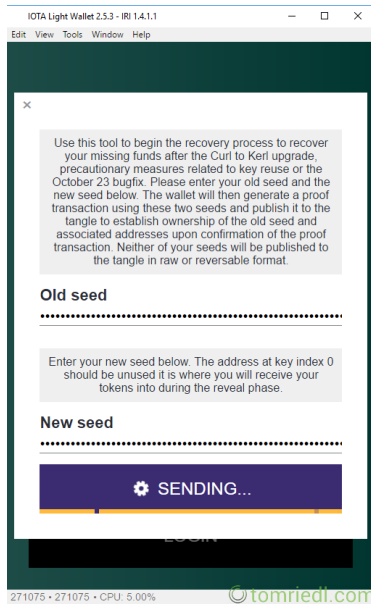 IOTA Light Wallet 2.5.3 - IRI 1.4.1.1
Edit View Tools Window Help
Use this tool to begin the recovery process to recover
your missing funds after the Curl to Kerl upgrade,
precautionary measures related to key reuse or the
October 23 bugfix. Please enter your old seed and the
new seed below. The wallet will then generate a proof
transaction using these two seeds and publish it to the
tangle to establish ownership of the old seed and
associated addresses upon confirmation of the proof
transaction. Neither of your seeds will be published to
the tangle in raw or reversable format.
Old seed
Enter your new seed below. The address at key index 0
should be unused it is where you will receive your
tokens into during the reveal phase.
New seed
SENDING...
LOGIN
271075 • 271075 • CPU: 5.00%
tomriedl.com